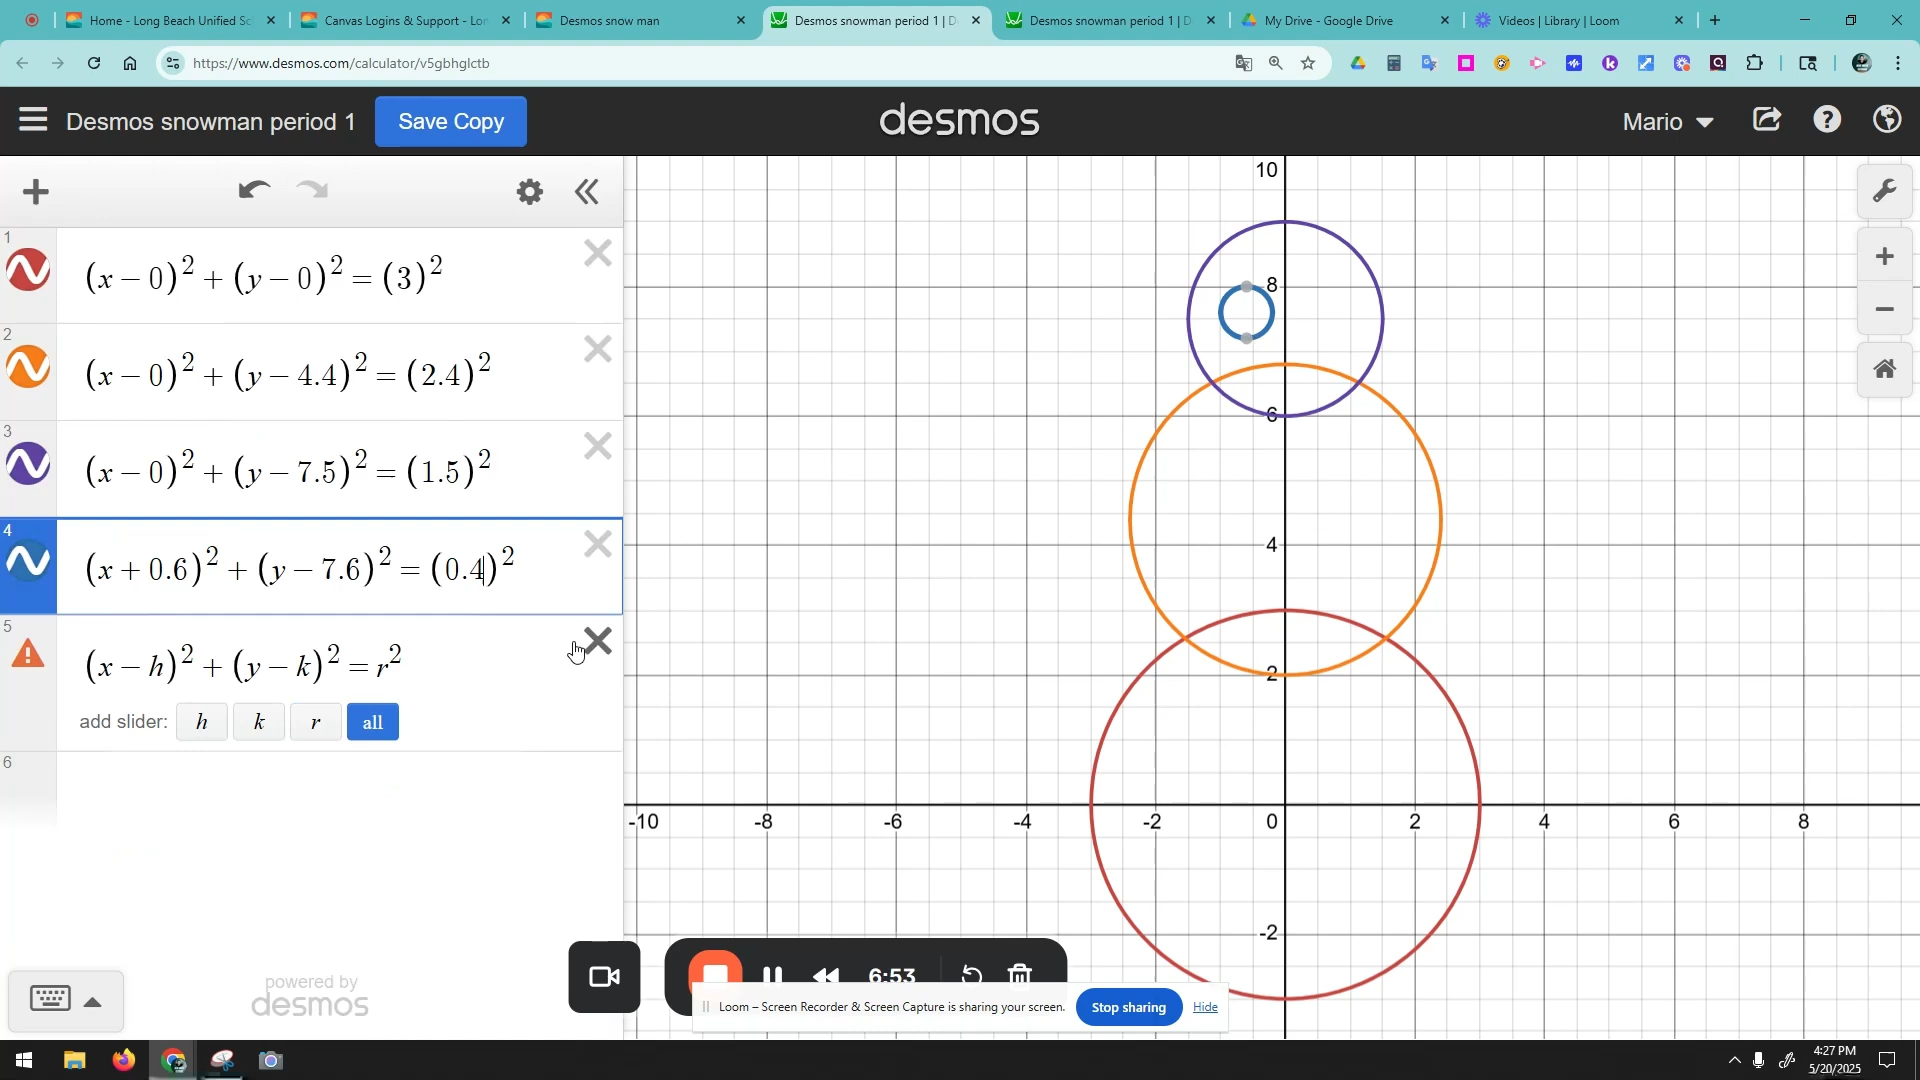 Home - Long Beach Unified Sc
Canvas Logins & Support - Lon
Desmos snow man
Desmos snowman period 1 | D
Desmos snowman period 1 | D
My Drive - Google Drive
Videos | Library | Loom
https://www.desmos.com/calculator/v5gbhglctb
Desmos snowman period 1
Save Copy
desmos
Mario
1
(x − 0)² + (y − 0)² = (3)²
2
(x − 0)² + (y − 4.4)² = (2.4)²
3
(x − 0)² + (y − 7.5)² = (1.5)²
4
(x + 0.6)² + (y − 7.6)² = (0.4)²
5
(x − h)² + (y − k)² = r²
add slider: h k r all
6
powered by
desmos
10
8
6
4
2
-10 -8 -6 -4 -2 0 2 4 6 8
-2
6:53
Loom – Screen Recorder & Screen Capture is sharing your screen.
Stop sharing
Hide
4:27 PM
5/20/2025